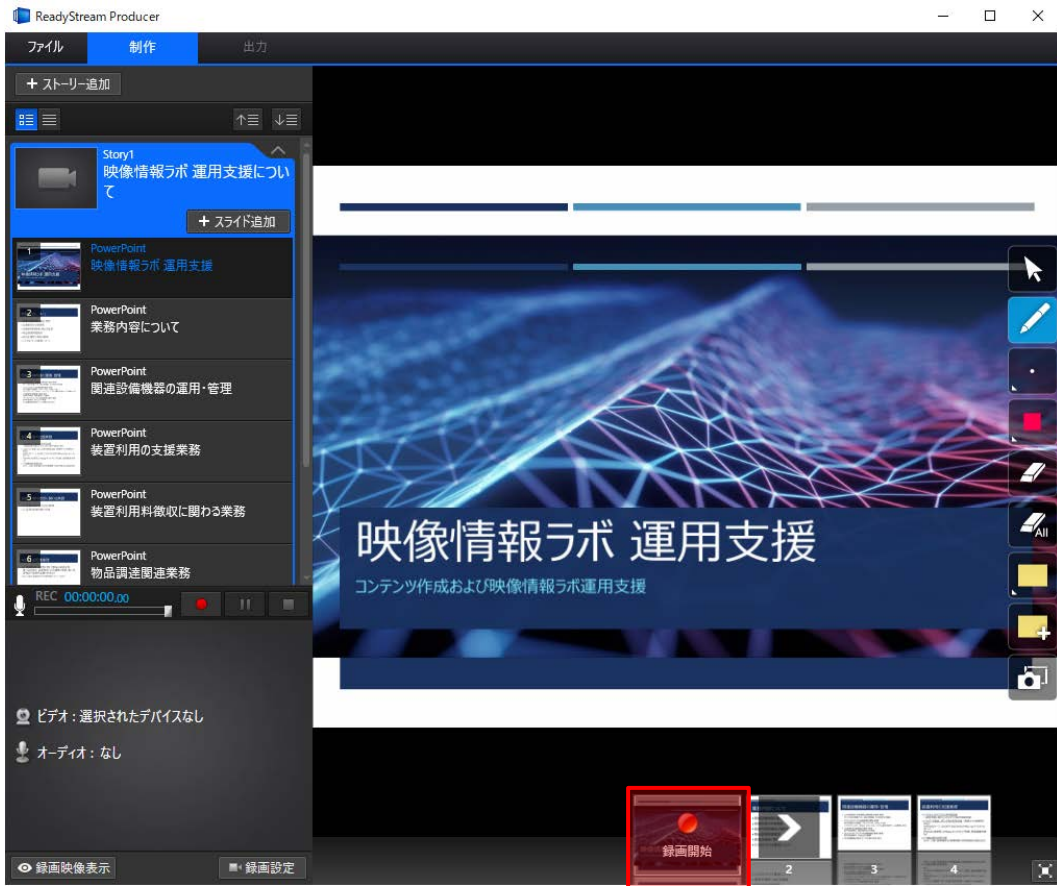 ReadyStream Producer
ファイル
制作
出力
+ ストーリー追加
Story1
映像情報ラボ 運用支援につい
て
+ スライド追加
1
PowerPoint
映像情報ラボ 運用支援
2
PowerPoint
業務内容について
3
PowerPoint
関連設備機器の運用・管理
4
PowerPoint
装置利用の支援業務
5
PowerPoint
装置利用料徴収に関わる業務
6
PowerPoint
物品調達関連業務
REC 00:00:00.00
ビデオ : 選択されたデバイスなし
オーディオ : なし
録画映像表示
録画設定
映像情報ラボ 運用支援
コンテンツ作成および映像情報ラボ運用支援
All
録画開始
2
3
4